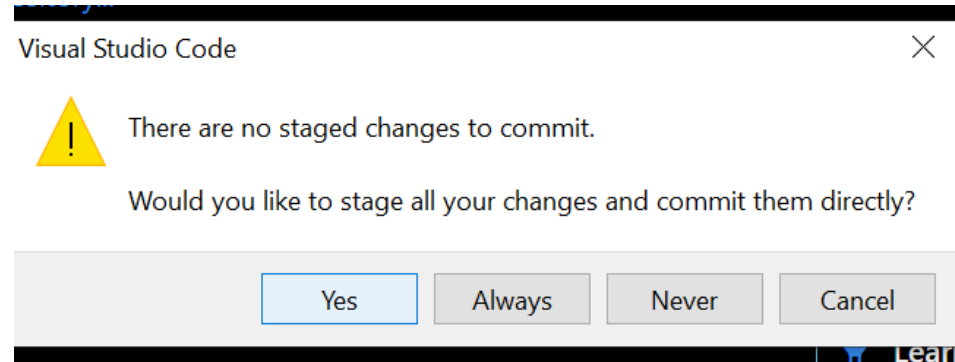 Visual Studio Code
!
There are no staged changes to commit.
Would you like to stage all your changes and commit them directly?
Yes Always Never Cancel